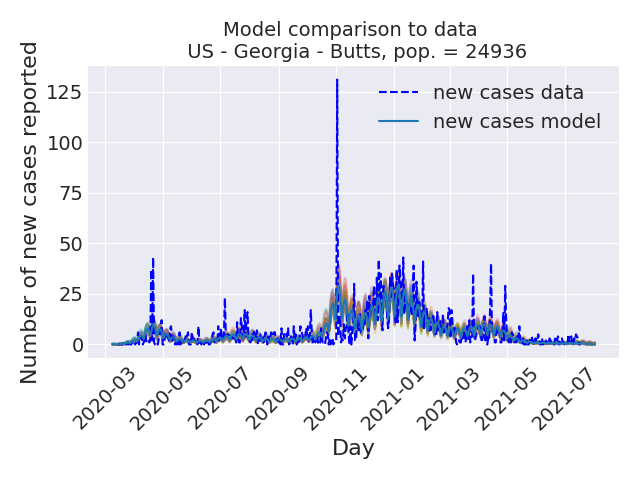 Model comparison to data
US - Georgia - Butts, pop. = 24936
Number of new cases reported
125
100
75
50
25
0
new cases data
new cases model
2020-03
2020-05
2020-07
2020-09
2020-11
2021-01
2021-03
2021-05
2021-07
Day